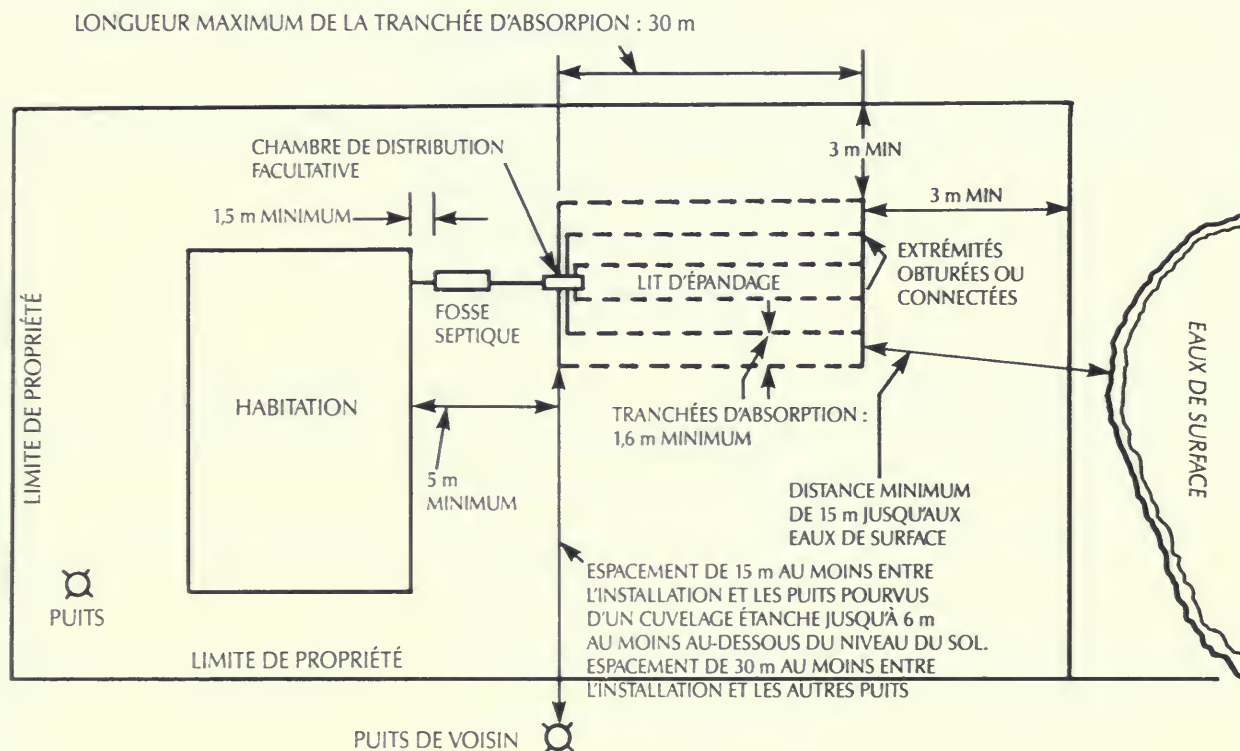 LONGUEUR MAXIMUM DE LA TRANCHÉE D'ABSORPION : 30 m
CHAMBRE DE DISTRIBUTION
FACULTATIVE
3 m MIN
1,5 m MINIMUM
3 m MIN
EXTRÉMITÉS
OBTURÉES OU
CONNECTÉES
LIT D'ÉPANDAGE
FOSSE
SEPTIQUE
LIMITE DE PROPRIÉTÉ
HABITATION
EAUX DE SURFACE
TRANCHÉES D'ABSORPTION :
1,6 m MINIMUM
5 m
MINIMUM
DISTANCE MINIMUM
DE 15 m JUSQU'AUX
EAUX DE SURFACE
ESPACEMENT DE 15 m AU MOINS ENTRE
L'INSTALLATION ET LES PUITS POURVUS
D'UN CUVELAGE ÉTANCHE JUSQU'À 6 m
AU MOINS AU-DESSOUS DU NIVEAU DU SOL.
ESPACEMENT DE 30 m AU MOINS ENTRE
L'INSTALLATION ET LES AUTRES PUITS
PUITS
LIMITE DE PROPRIÉTÉ
PUITS DE VOISIN